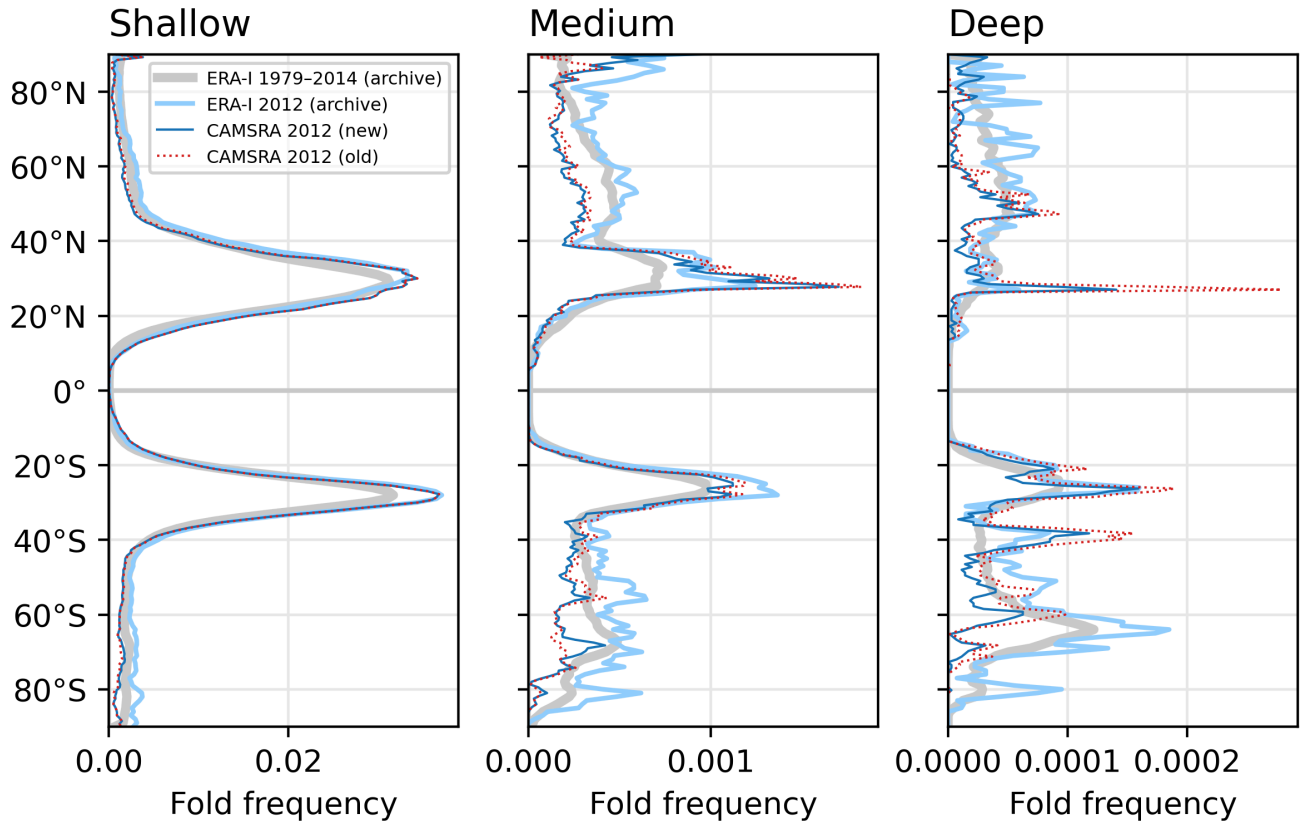 Shallow
Medium
Deep
ERA-I 1979–2014 (archive)
ERA-I 2012 (archive)
CAMSRA 2012 (new)
CAMSRA 2012 (old)
80°N
60°N
40°N
20°N
0°
20°S
40°S
60°S
80°S
0.00 0.02
0.000 0.001
0.0000 0.0001 0.0002
Fold frequency
Fold frequency
Fold frequency